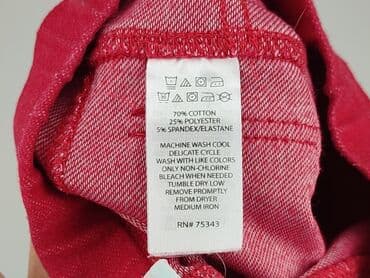 70% COTTON
25% POLYESTER
5% SPANDEX/ELASTANE
MACHINE WASH COOL
DELICATE CYCLE
WASH WITH LIKE COLORS
ONLY NON-CHLORINE
BLEACH WHEN NEEDED
TUMBLE DRY LOW
REMOVE PROMPTLY
FROM DRYER
MEDIUM IRON
RN# 75343